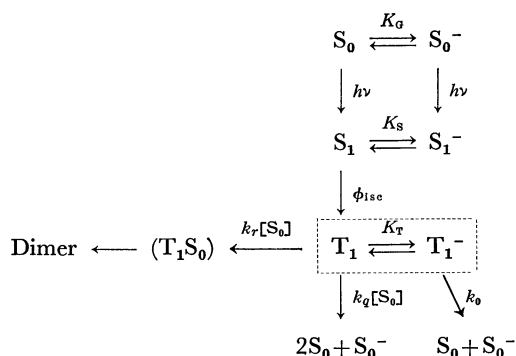 K_G
S₀ ⇌ S₀⁻
hν hν
K_S
S₁ ⇌ S₁⁻
ϕ_isc
k_r[S₀] K_T
Dimer ← (T₁S₀) ← T₁ ⇌ T₁⁻
k_q[S₀] k₀
2S₀+S₀⁻ S₀+S₀⁻